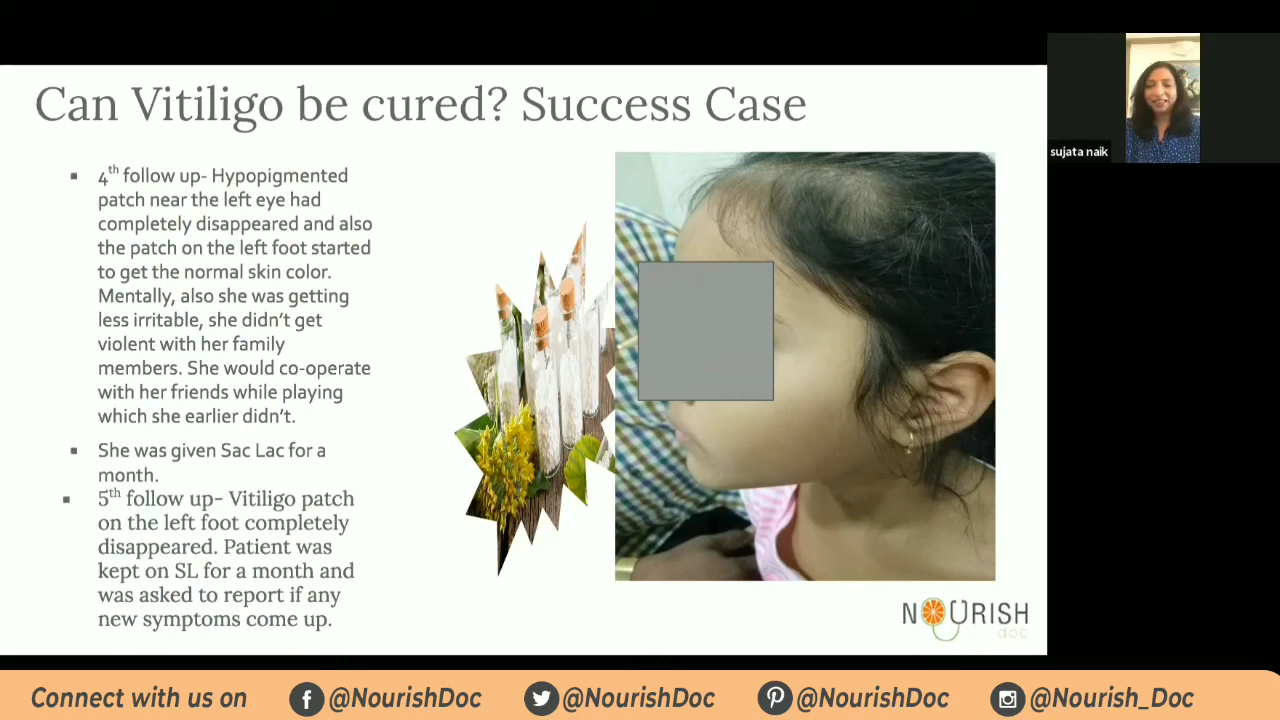 Can Vitiligo be cured? Success Case
▪ 4th follow up- Hypopigmented
patch near the left eye had
completely disappeared and also
the patch on the left foot started
to get the normal skin color.
Mentally, also she was getting
less irritable, she didn't get
violent with her family
members. She would co-operate
with her friends while playing
which she earlier didn't.
▪ She was given Sac Lac for a
month.
▪ 5th follow up- Vitiligo patch
on the left foot completely
disappeared. Patient was
kept on SL for a month and
was asked to report if any
new symptoms come up.
sujata naik
NOURISH
doc
Connect with us on
@NourishDoc
@NourishDoc
@NourishDoc
@Nourish_Doc